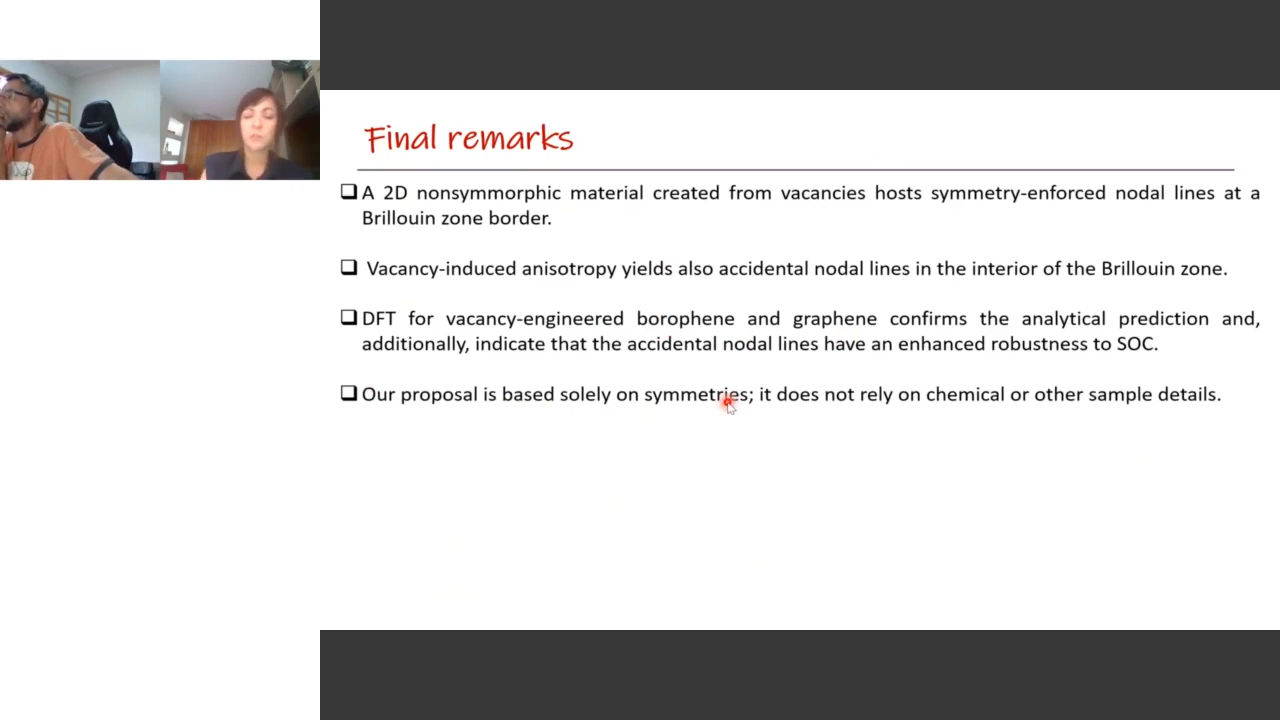 Final remarks
❑ A 2D nonsymmorphic material created from vacancies hosts symmetry-enforced nodal lines at a
Brillouin zone border.
❑ Vacancy-induced anisotropy yields also accidental nodal lines in the interior of the Brillouin zone.
❑ DFT for vacancy-engineered borophene and graphene confirms the analytical prediction and,
additionally, indicate that the accidental nodal lines have an enhanced robustness to SOC.
❑ Our proposal is based solely on symmetries; it does not rely on chemical or other sample details.